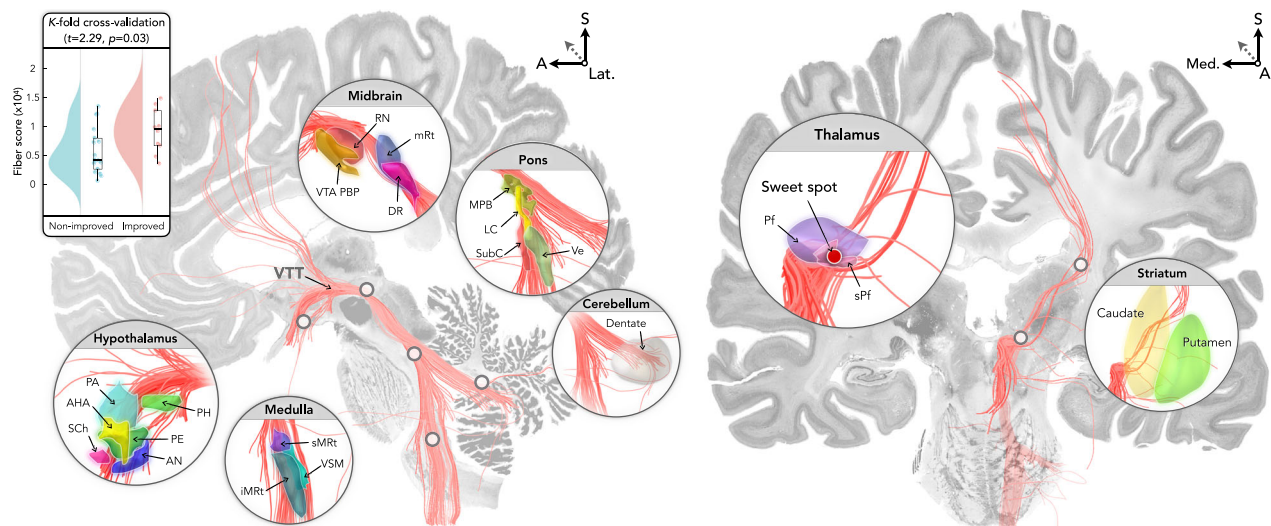 K-fold cross-validation
(t=2.29, p=0.03)
Fiber score (x10⁴)
2
1.5
1
0.5
0
Non-improved
Improved
S
A
Lat.
Midbrain
RN
mRt
VTA PBP
DR
Pons
MPB
LC
SubC
Ve
VTT
Cerebellum
Dentate
Hypothalamus
PA
AHA
SCh
PH
PE
AN
Medulla
sMRt
VSM
iMRt
S
Med.
A
Thalamus
Sweet spot
Pf
sPf
Striatum
Caudate
Putamen